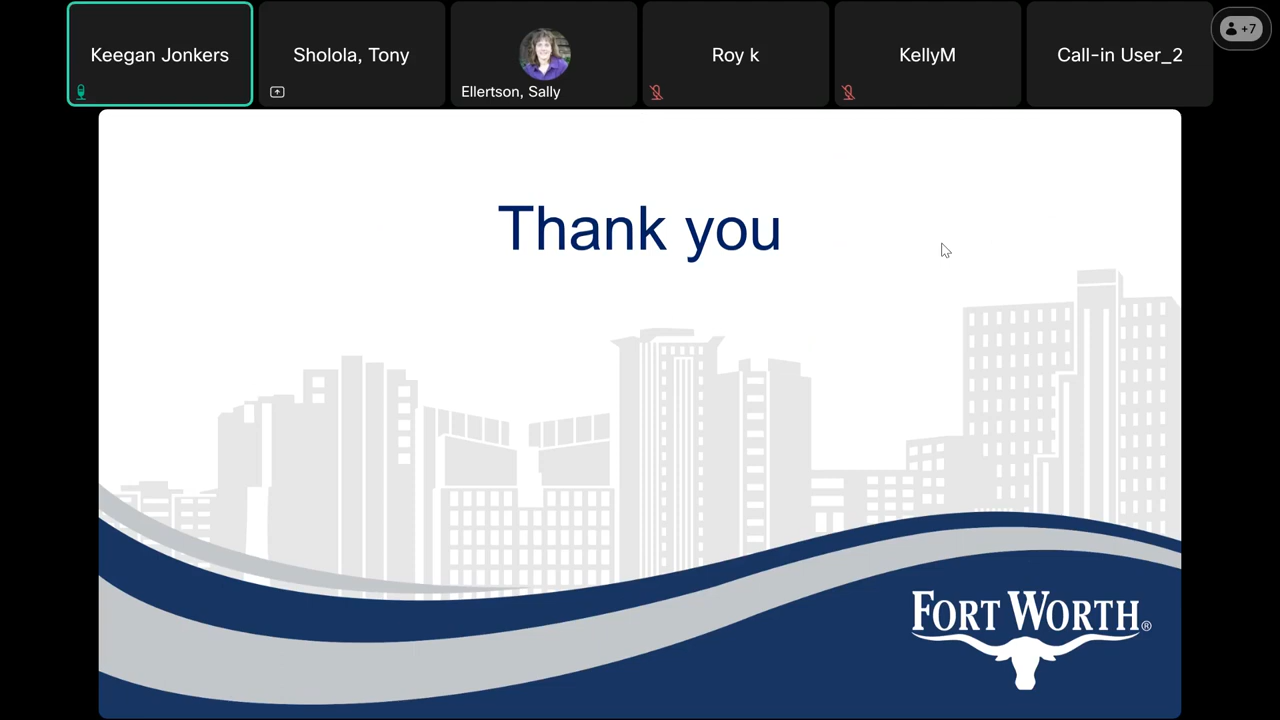 Keegan Jonkers
Sholola, Tony
Ellertson, Sally
Roy k
KellyM
Call-in User_2
+7
Thank you
FORT WORTH®